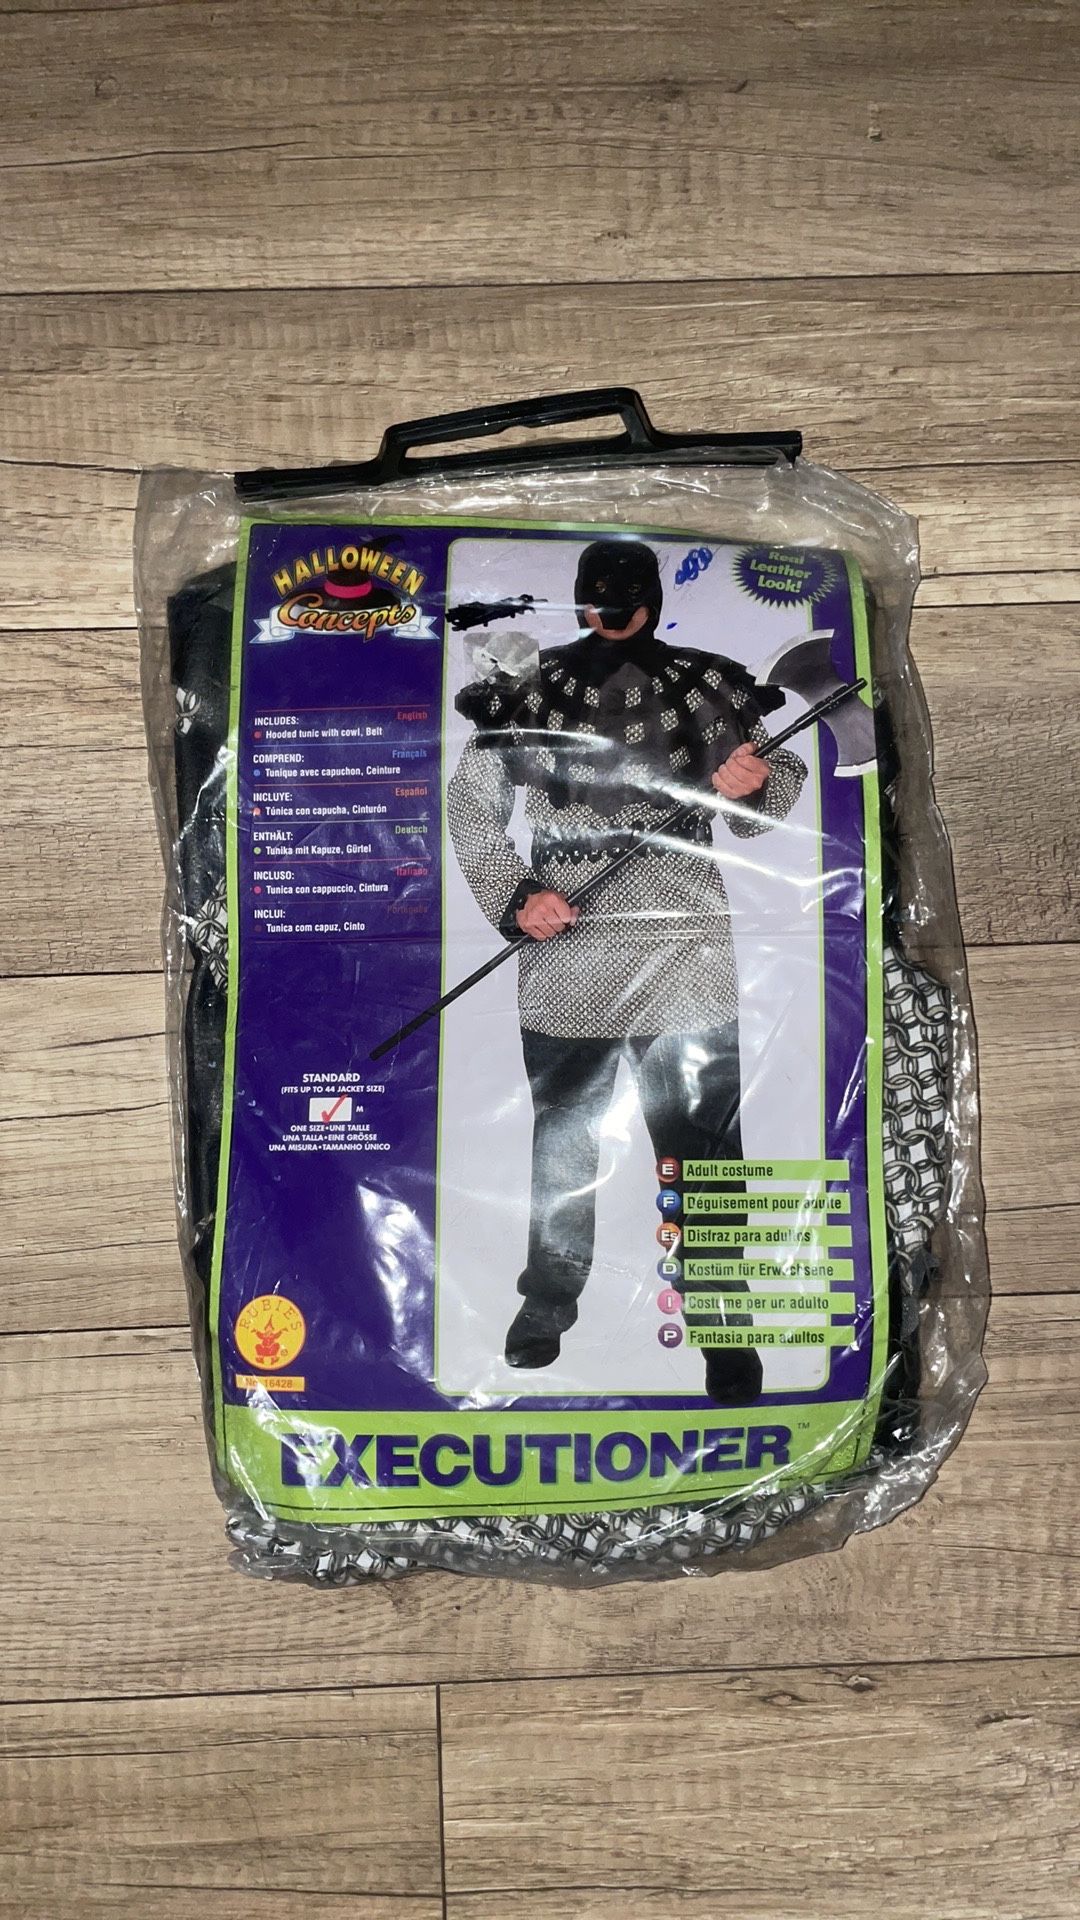 HALLOWEEN
Concepts
Real
Leather
Look!
INCLUDES: English
Hooded tunic with cowl, Belt
COMPREND: Français
Tunique avec capuchon, Ceinture
INCLUYE: Español
Túnica con capucha, Cinturón
ENTHÄLT: Deutsch
Tunika mit Kapuze, Gürtel
INCLUSO: Italiano
Tunica con cappuccio, Cintura
INCLUI: Português
Tunica com capuz, Cinto
STANDARD
(FITS UP TO 44 JACKET SIZE)
M
ONE SIZE•UNE TAILLE
UNA TALLA•EINE GRÖSSE
UNA MISURA•TAMANHO ÚNICO
E Adult costume
F Déguisement pour adulte
Es Disfraz para adultos
D Kostüm für Erwachsene
I Costume per un adulto
P Fantasia para adultos
RUBIE'S
No. 16428
EXECUTIONER™